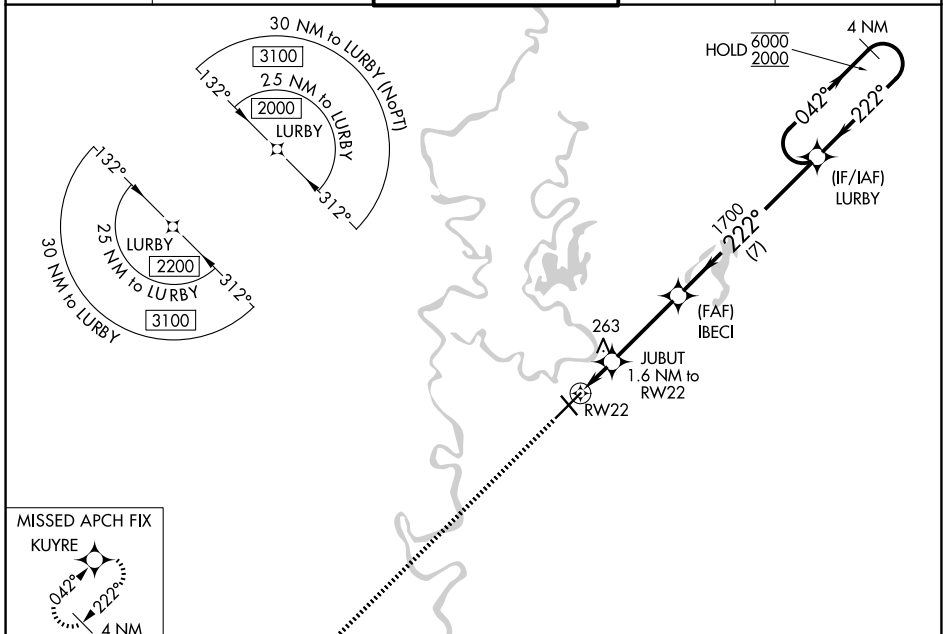 30 NM to LURBY (NoPT)
3100
25 NM to LURBY
2000
LURBY
132°
312°
132°
LURBY
2200
25 NM to LURBY
312°
3100
30 NM to LURBY
HOLD 6000
2000
4 NM
042°
222°
(IF/IAF)
LURBY
1700
222°
(7)
(FAF)
IBECI
263
JUBUT
1.6 NM to
RW22
RW22
MISSED APCH FIX
KUYRE
042°
222°
4 NM